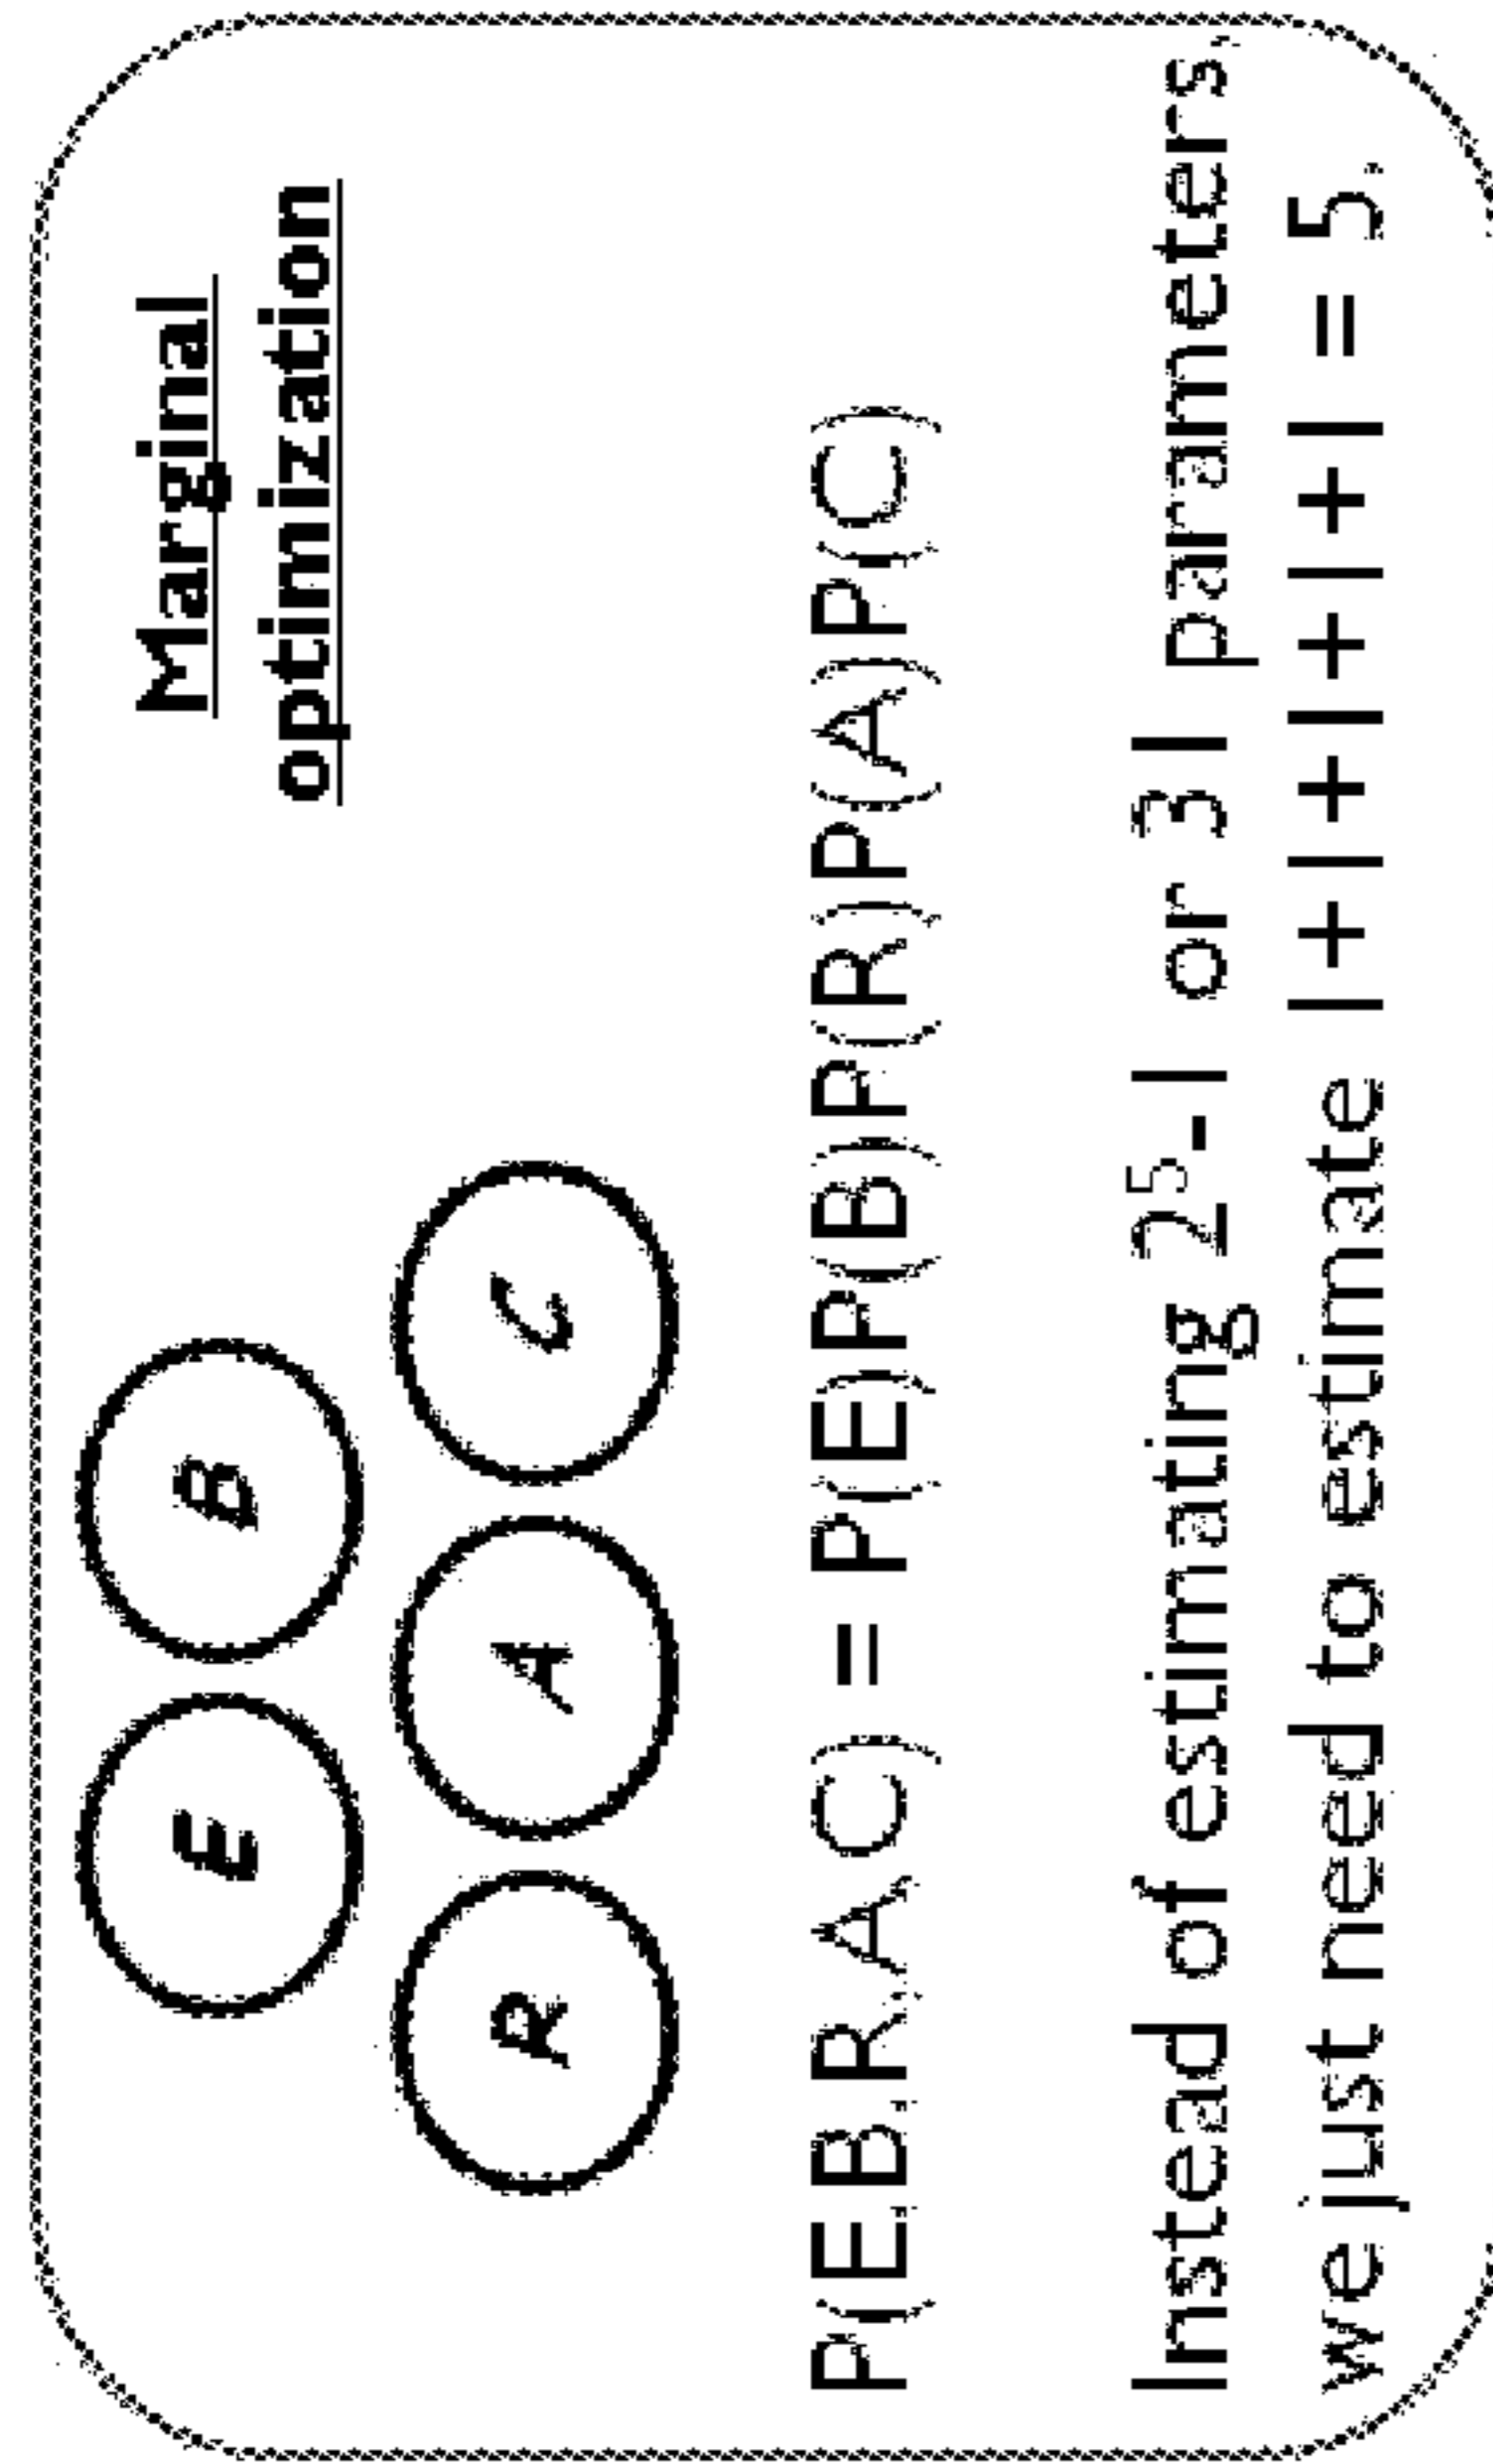 Marginal
optimization
E B
R A C
P(E,B,R,A,C) = P(E)P(B)P(R)P(A)P(C)
Instead of estimating 2⁵-1 or 31 parameters,
we just need to estimate 1+1+1+1+1 = 5.